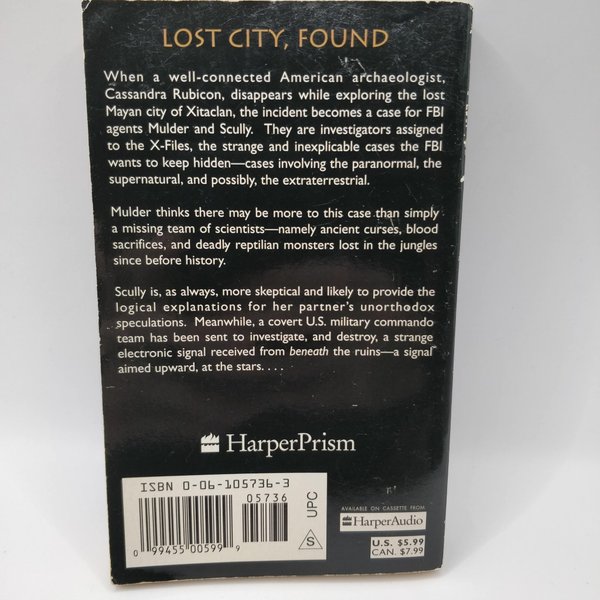 LOST CITY, FOUND
When a well-connected American archaeologist,
Cassandra Rubicon, disappears while exploring the lost
Mayan city of Xitaclan, the incident becomes a case for FBI
agents Mulder and Scully. They are investigators assigned
to the X-Files, the strange and inexplicable cases the FBI
wants to keep hidden—cases involving the paranormal, the
supernatural, and possibly, the extraterrestrial.
Mulder thinks there may be more to this case than simply
a missing team of scientists—namely ancient curses, blood
sacrifices, and deadly reptilian monsters lost in the jungles
since before history.
Scully is, as always, more skeptical and likely to provide the
logical explanations for her partner's unorthodox
speculations. Meanwhile, a covert U.S. military commando
team has been sent to investigate, and destroy, a strange
electronic signal received from beneath the ruins—a signal
aimed upward, at the stars. . . .
HarperPrism
ISBN 0-06-105736-3
05736
0 99455 00599 9
S
UPC
AVAILABLE ON CASSETTE FROM
HarperAudio
U.S. $5.99
CAN. $7.99